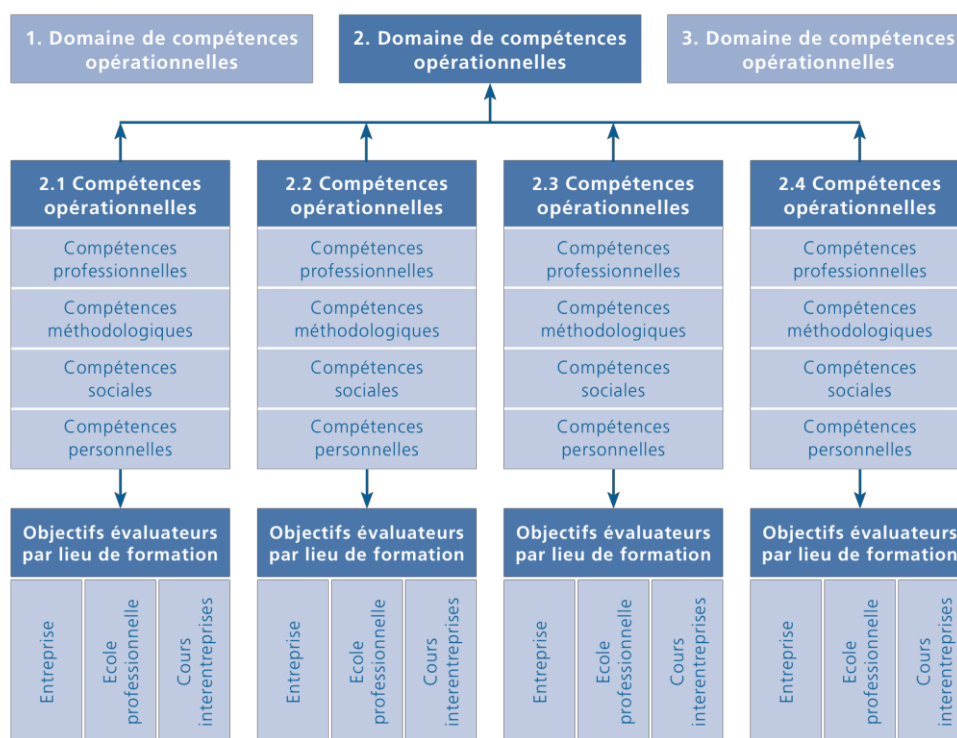 1. Domaine de compétences
opérationnelles
2. Domaine de compétences
opérationnelles
3. Domaine de compétences
opérationnelles
2.1 Compétences
opérationnelles
Compétences
professionnelles
Compétences
méthodologiques
Compétences
sociales
Compétences
personnelles
Objectifs évaluateurs
par lieu de formation
Entreprise
Ecole
professionnelle
Cours
interentreprises
2.2 Compétences
opérationnelles
Compétences
professionnelles
Compétences
méthodologiques
Compétences
sociales
Compétences
personnelles
Objectifs évaluateurs
par lieu de formation
Entreprise
Ecole
professionnelle
Cours
interentreprises
2.3 Compétences
opérationnelles
Compétences
professionnelles
Compétences
méthodologiques
Compétences
sociales
Compétences
personnelles
Objectifs évaluateurs
par lieu de formation
Entreprise
Ecole
professionnelle
Cours
interentreprises
2.4 Compétences
opérationnelles
Compétences
professionnelles
Compétences
méthodologiques
Compétences
sociales
Compétences
personnelles
Objectifs évaluateurs
par lieu de formation
Entreprise
Ecole
professionnelle
Cours
interentreprises